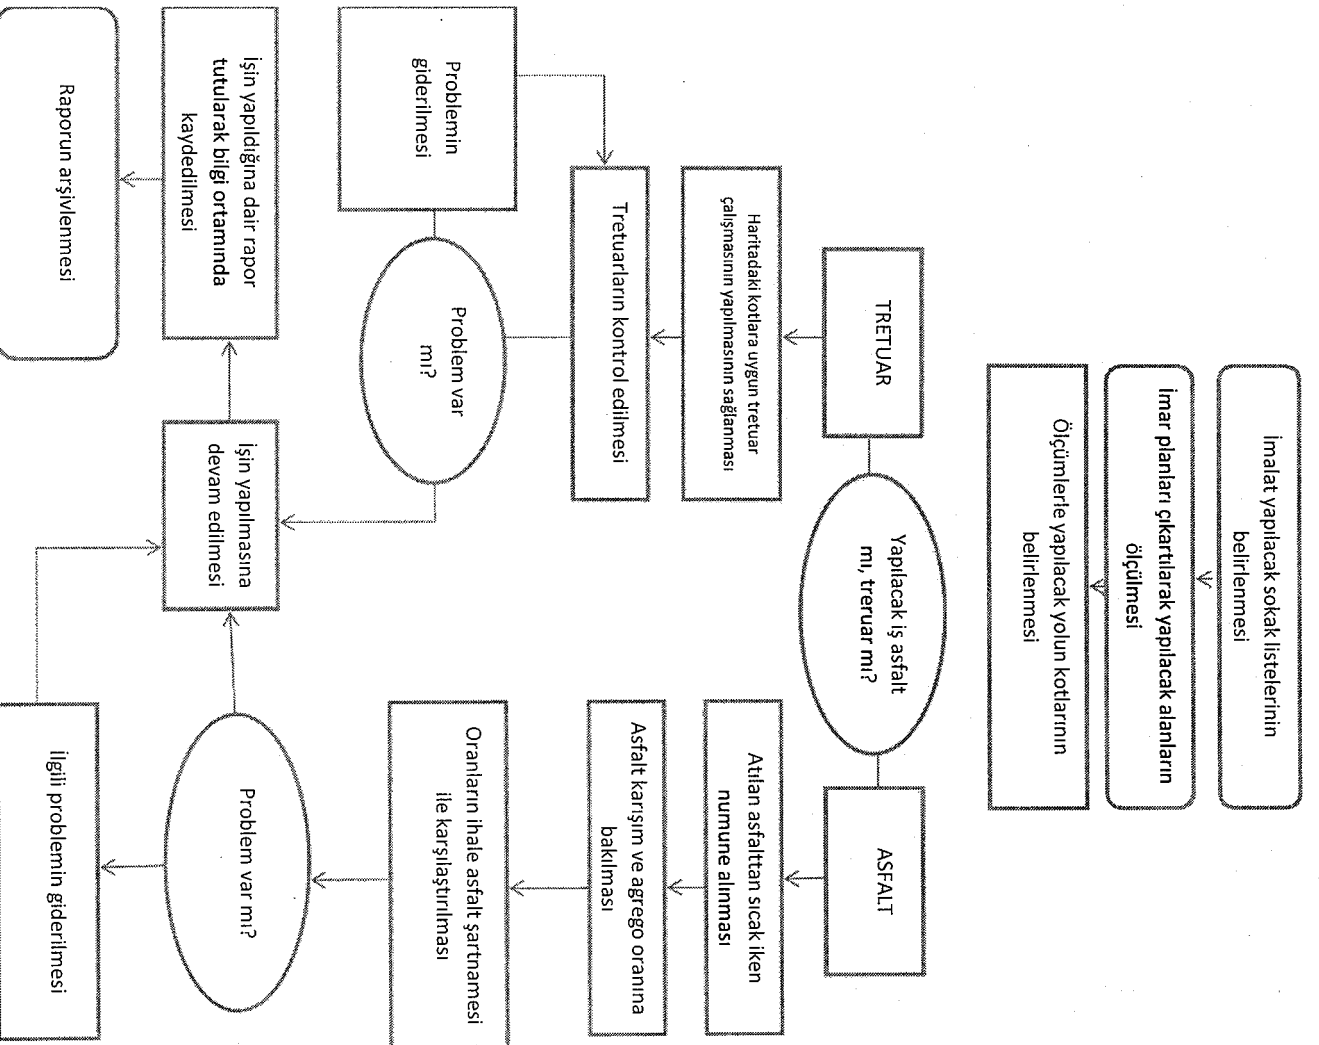 İmalat yapılacak sokak listelerinin
belirlenmesi
İmar planları çıkartılarak yapılacak alanların
ölçülmesi
Ölçümlerle yapılacak yolun kotlarının
belirlenmesi
Yapılacak iş asfalt
mı, treruar mı?
TRETUAR
ASFALT
Haritadaki kotlara uygun tretuar
çalışmasının yapılmasının sağlanması
Atılan asfalttan sıcak iken
numune alınması
Tretuarların kontrol edilmesi
Asfalt karışım ve agrego oranına
bakılması
Problemin
giderilmesi
Problem var
mı?
Oranların ihale asfalt şartnamesi
ile karşılaştırılması
İşin yapıldığına dair rapor
tutularak bilgi ortamında
kaydedilmesi
İşin yapılmasına
devam edilmesi
Problem var mı?
Raporun arşivlenmesi
İlgili problemin giderilmesi